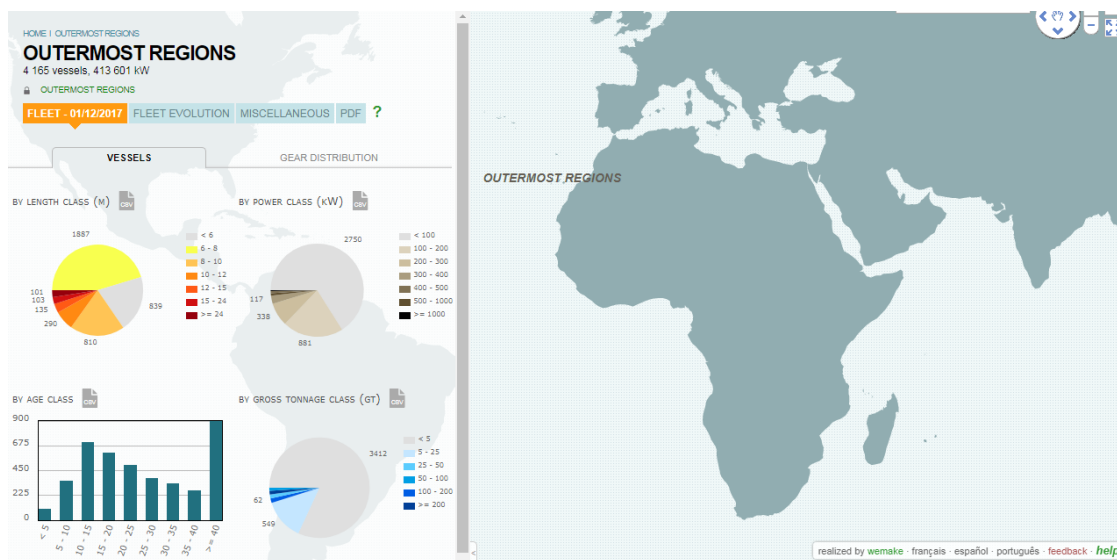 HOME | OUTERMOST REGIONS
OUTERMOST REGIONS
4 165 vessels, 413 601 kW
OUTERMOST REGIONS
FLEET - 01/12/2017 FLEET EVOLUTION MISCELLANEOUS PDF ?
VESSELS GEAR DISTRIBUTION
BY LENGTH CLASS (M) CSV
1887
839
810
290
135
103
101
< 6
6 - 8
8 - 10
10 - 12
12 - 15
15 - 24
>= 24
BY POWER CLASS (KW) CSV
2750
881
338
117
< 100
100 - 200
200 - 300
300 - 400
400 - 500
500 - 1000
>= 1000
BY AGE CLASS CSV
900
675
450
225
0
< 5
5 - 10
10 - 15
15 - 20
20 - 25
25 - 30
30 - 35
35 - 40
>= 40
BY GROSS TONNAGE CLASS (GT) CSV
3412
549
62
< 5
5 - 25
25 - 50
50 - 100
100 - 200
>= 200
OUTERMOST REGIONS
realized by wemake · français · español · português · feedback · help